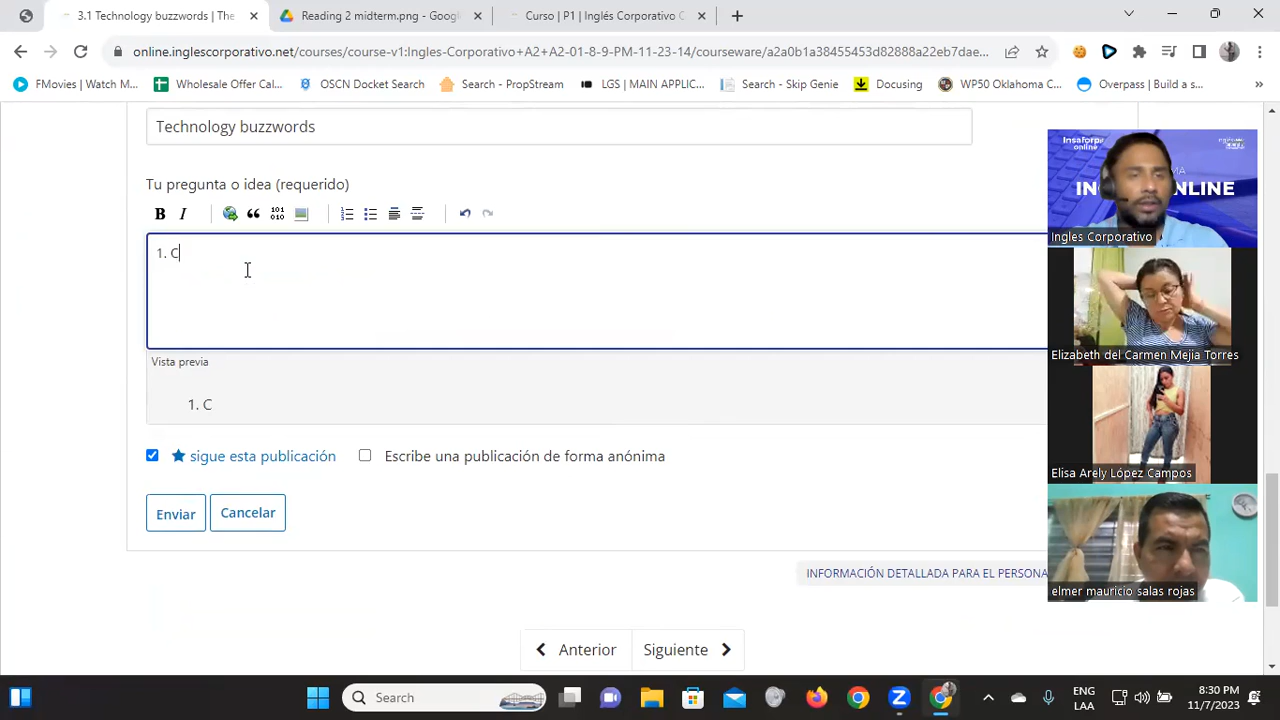 3.1 Technology buzzwords | The
Reading 2 midterm.png - Google
Curso | P1 | Inglés Corporativo C
online.inglescorporativo.net/courses/course-v1:Ingles-Corporativo+A2+A2-01-8-9-PM-11-23-14/courseware/a2a0b1a38455453d82888a22eb7dae...
FMovies | Watch M...
Wholesale Offer Cal...
OSCN Docket Search
Search - PropStream
LGS | MAIN APPLIC...
Search - Skip Genie
Docusing
WP50 Oklahoma C...
Overpass | Build a s...
Technology buzzwords
Tu pregunta o idea (requerido)
1. C
Vista previa
1. C
sigue esta publicación
Escribe una publicación de forma anónima
Enviar
Cancelar
INFORMACIÓN DETALLADA PARA EL PERSONA
Anterior
Siguiente
Insaforp
online
Ingles Corporativo
Elizabeth del Carmen Mejia Torres
Elisa Arely López Campos
elmer mauricio salas rojas
Search
ENG
LAA
8:30 PM
11/7/2023